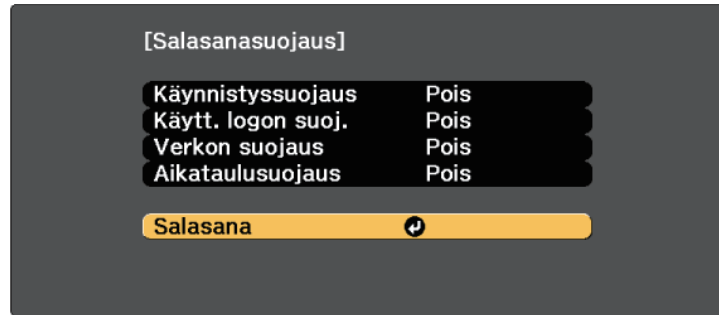 [Salasanasuojaus]
Käynnistyssuojaus Pois
Käytt. logon suoj. Pois
Verkon suojaus Pois
Aikataulusuojaus Pois
Salasana